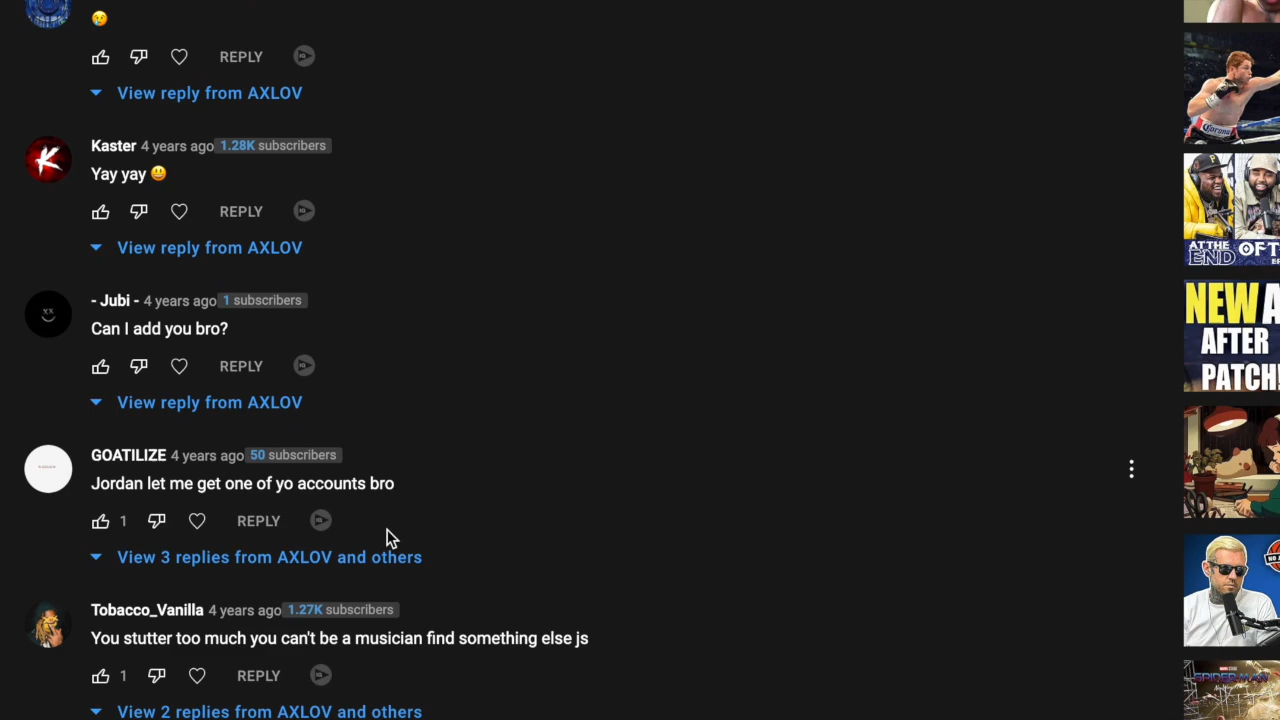 REPLY
View reply from AXLOV
Kaster 4 years ago 1.28K subscribers
Yay yay
REPLY
View reply from AXLOV
- Jubi - 4 years ago 1 subscribers
Can I add you bro?
REPLY
View reply from AXLOV
GOATILIZE 4 years ago 50 subscribers
Jordan let me get one of yo accounts bro
1 REPLY
View 3 replies from AXLOV and others
Tobacco_Vanilla 4 years ago 1.27K subscribers
You stutter too much you can't be a musician find something else js
1 REPLY
View 2 replies from AXLOV and others
Corona
AT THE
END
OF T
NEW A
AFTER
PATCH!
NO
SPIDER-MAN